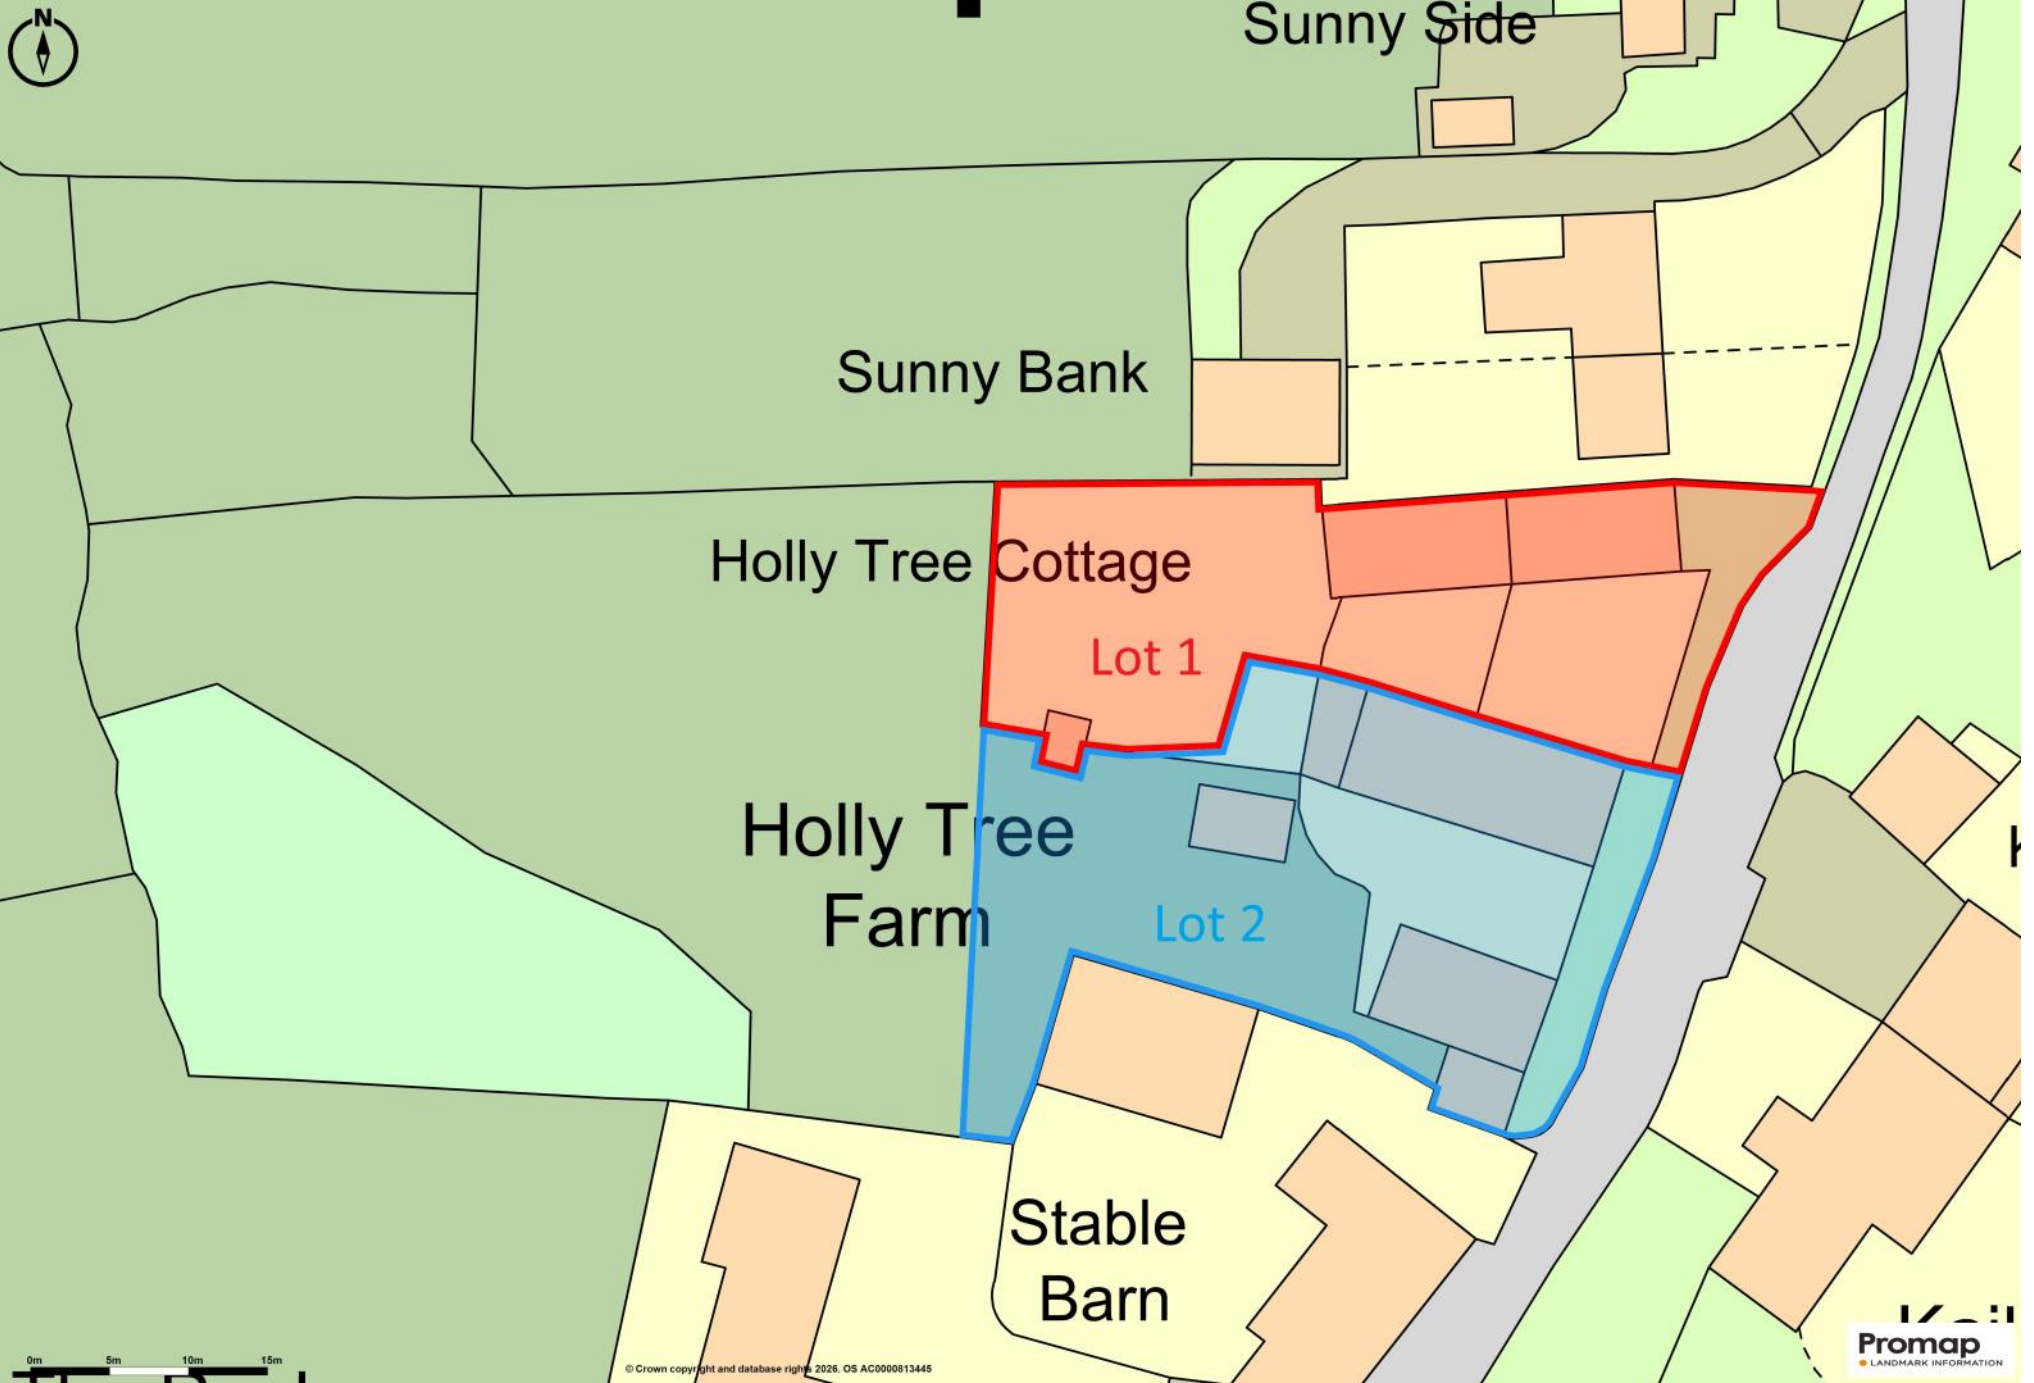 N
Sunny Side
Sunny Bank
Holly Tree Cottage
Lot 1
Holly Tree
Farm
Lot 2
Stable
Barn
0m 5m 10m 15m
© Crown copyright and database rights 2026. OS AC0000813445
Promap
LANDMARK INFORMATION